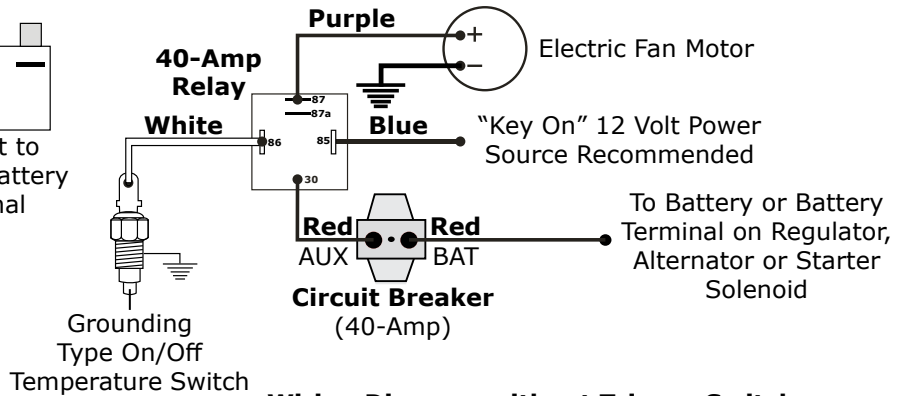 Purple
+
Electric Fan Motor
–
40-Amp
Relay
87
87a
White
86
85
Blue
“Key On” 12 Volt Power
Source Recommended
t to
30
To Battery or Battery
Terminal on Regulator,
Alternator or Starter
Solenoid
Red
Red
AUX
BAT
Circuit Breaker
(40-Amp)
Grounding
Type On/Off
Temperature Switch